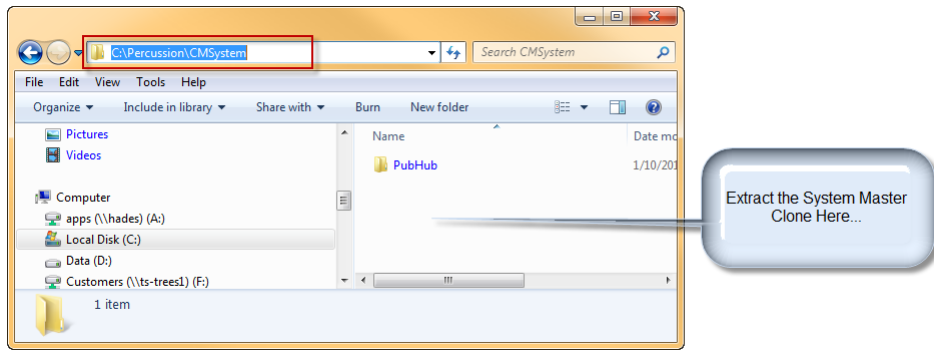 C:\Percussion\CMSystem
Search CMSystem
File Edit View Tools Help
Organize Include in library Share with Burn New folder
Pictures
Videos
Computer
apps (\\hades) (A:)
Local Disk (C:)
Data (D:)
Customers (\\ts-trees1) (F:)
Name Date mo
PubHub 1/10/201
1 item
Extract the System Master
Clone Here...